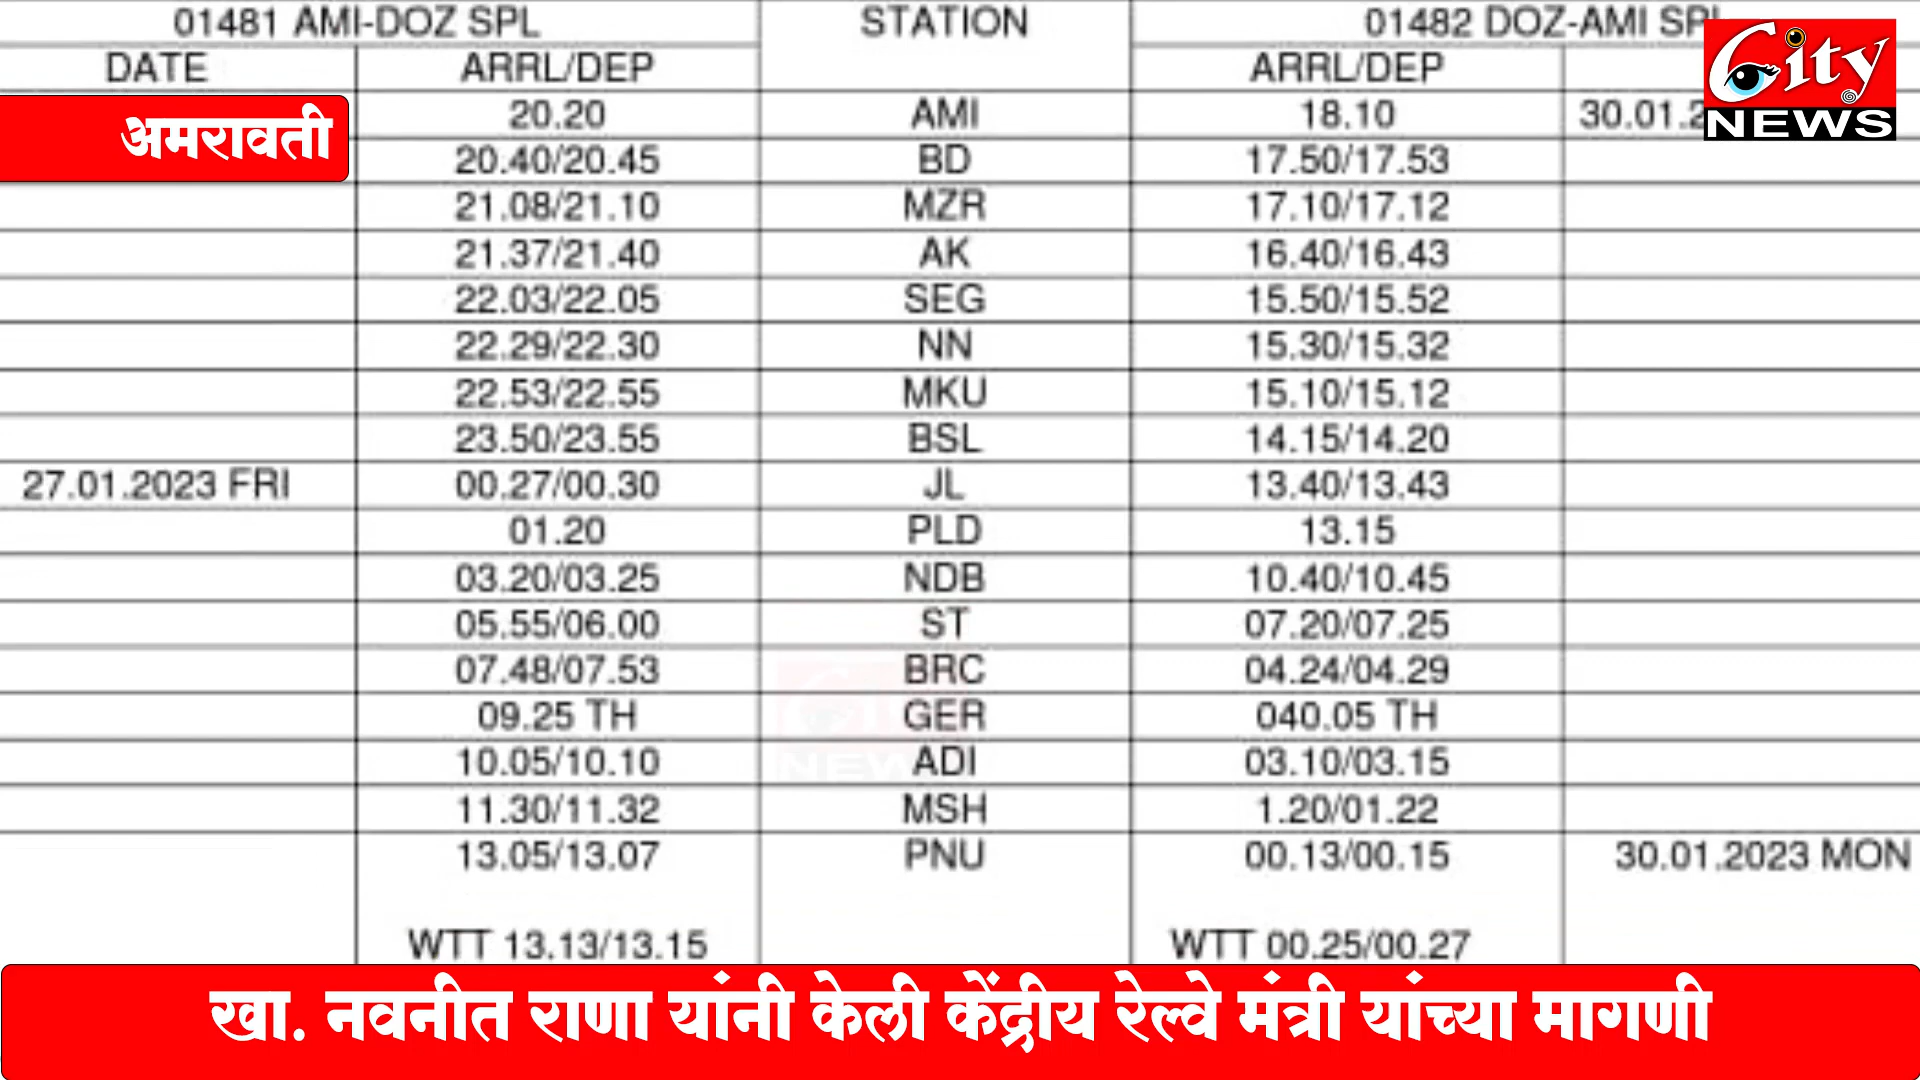 01481 AMI-DOZ SPL STATION 01482 DOZ-AMI SPL
DATE ARRL/DEP ARRL/DEP
20.20 AMI 18.10 30.01.2
20.40/20.45 BD 17.50/17.53
21.08/21.10 MZR 17.10/17.12
21.37/21.40 AK 16.40/16.43
22.03/22.05 SEG 15.50/15.52
22.29/22.30 NN 15.30/15.32
22.53/22.55 MKU 15.10/15.12
23.50/23.55 BSL 14.15/14.20
27.01.2023 FRI 00.27/00.30 JL 13.40/13.43
01.20 PLD 13.15
03.20/03.25 NDB 10.40/10.45
05.55/06.00 ST 07.20/07.25
07.48/07.53 BRC 04.24/04.29
09.25 TH GER 040.05 TH
10.05/10.10 ADI 03.10/03.15
11.30/11.32 MSH 1.20/01.22
13.05/13.07 PNU 00.13/00.15 30.01.2023 MON
WTT 13.13/13.15 WTT 00.25/00.27
अमरावती
City
NEWS
खा. नवनीत राणा यांनी केली केंद्रीय रेल्वे मंत्री यांच्या मागणी